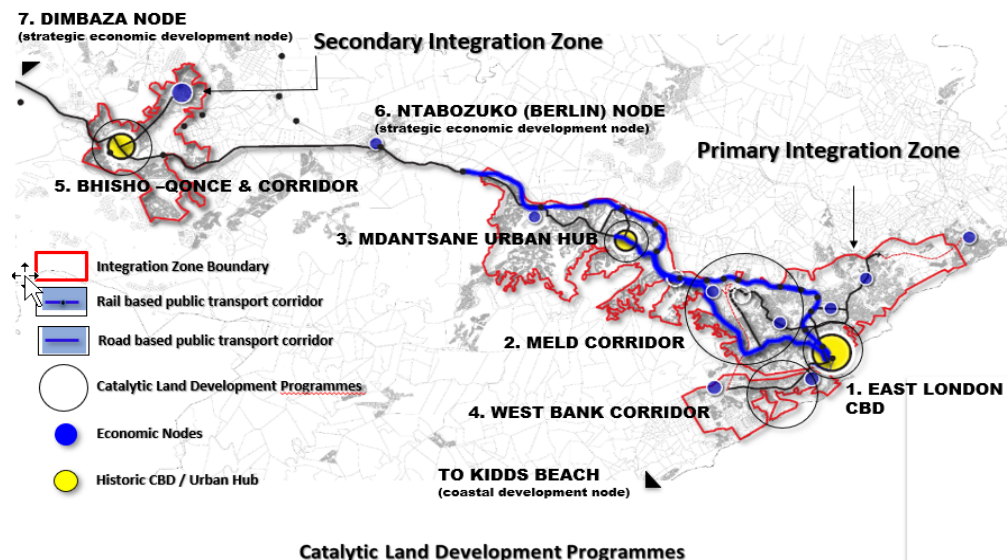 7. DIMBAZA NODE
(strategic economic development node)
Secondary Integration Zone
6. NTABOZUKO (BERLIN) NODE
(strategic economic development node)
Primary Integration Zone
5. BHISHO –QONCE & CORRIDOR
3. MDANTSANE URBAN HUB
Integration Zone Boundary
Rail based public transport corridor
Road based public transport corridor
2. MELD CORRIDOR
Catalytic Land Development Programmes
1. EAST LONDON
CBD
4. WEST BANK CORRIDOR
Economic Nodes
Historic CBD / Urban Hub
TO KIDDS BEACH
(coastal development node)
Catalytic Land Development Programmes